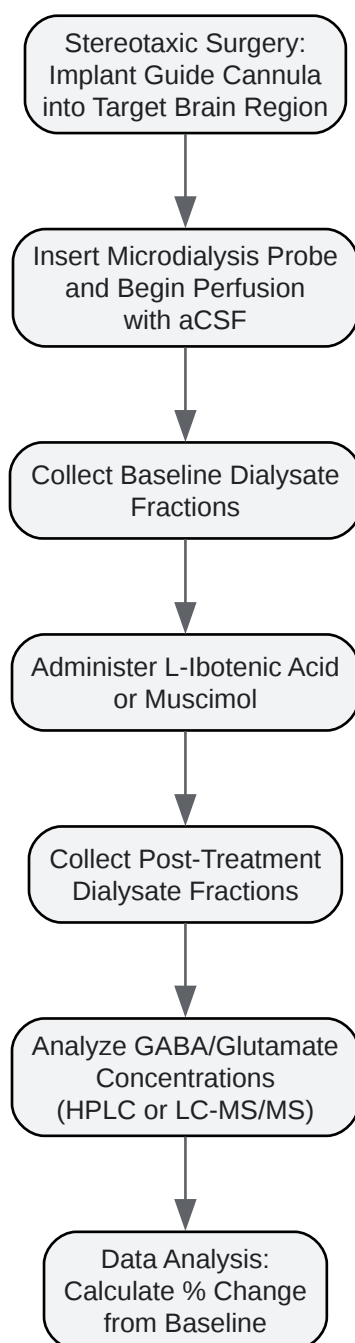 Stereotaxic Surgery:
Implant Guide Cannula
into Target Brain Region
Insert Microdialysis Probe
and Begin Perfusion
with aCSF
Collect Baseline Dialysate
Fractions
Administer L-Ibotenic Acid
or Muscimol
Collect Post-Treatment
Dialysate Fractions
Analyze GABA/Glutamate
Concentrations
(HPLC or LC-MS/MS)
Data Analysis:
Calculate % Change
from Baseline